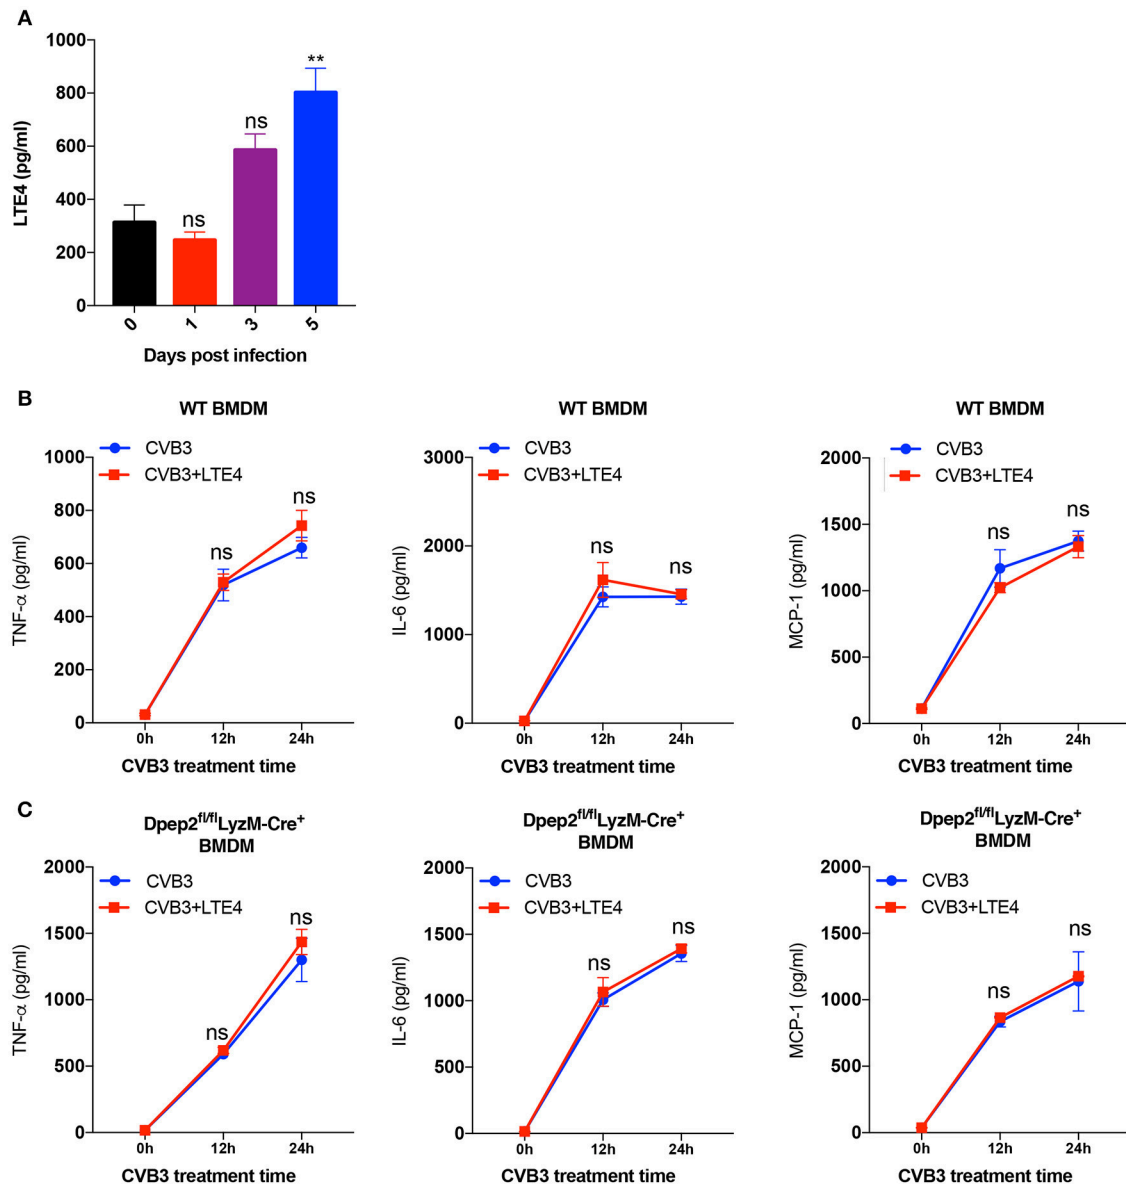 A
LTE4 (pg/ml)
1000
800
600
400
200
0
ns
ns
**
0 1 3 5
Days post infection
B
WT BMDM
CVB3
CVB3+LTE4
TNF-α (pg/ml)
1000
800
600
400
200
0
ns
ns
0h 12h 24h
CVB3 treatment time
WT BMDM
CVB3
CVB3+LTE4
IL-6 (pg/ml)
3000
2000
1000
0
ns
ns
0h 12h 24h
CVB3 treatment time
WT BMDM
CVB3
CVB3+LTE4
MCP-1 (pg/ml)
2000
1500
1000
500
0
ns
ns
0h 12h 24h
CVB3 treatment time
C
Dpep2fl/flLyzM-Cre+
BMDM
CVB3
CVB3+LTE4
TNF-α (pg/ml)
2000
1500
1000
500
0
ns
ns
0h 12h 24h
CVB3 treatment time
Dpep2fl/flLyzM-Cre+
BMDM
CVB3
CVB3+LTE4
IL-6 (pg/ml)
2000
1500
1000
500
0
ns
ns
0h 12h 24h
CVB3 treatment time
Dpep2fl/flLyzM-Cre+
BMDM
CVB3
CVB3+LTE4
MCP-1 (pg/ml)
2000
1500
1000
500
0
ns
ns
0h 12h 24h
CVB3 treatment time